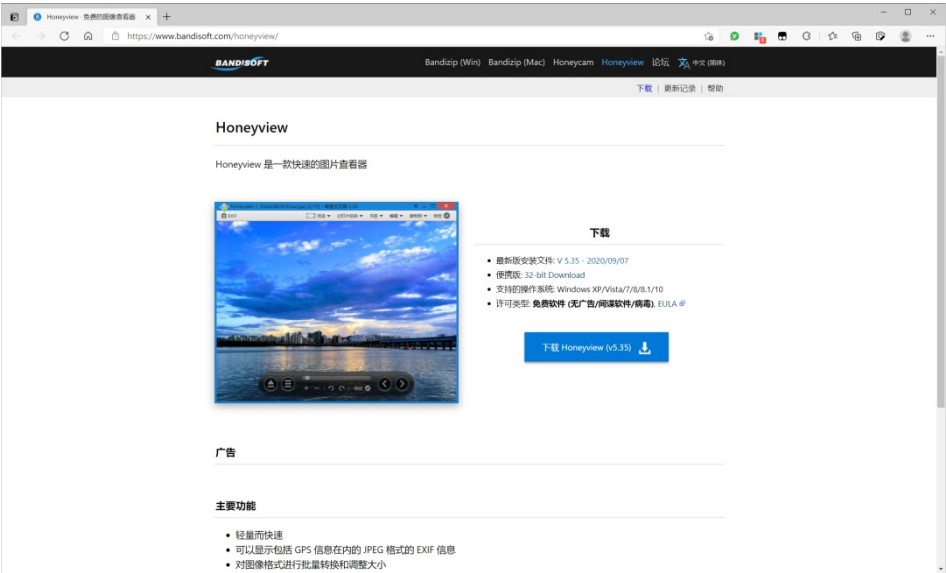 Honeyview - 免费的图像查看器
https://www.bandisoft.com/honeyview/
BANDISOFT Bandizip (Win) Bandizip (Mac) Honeycam Honeyview 论坛 中文 (简体)
下载 | 更新记录 | 帮助
Honeyview
Honeyview 是一款快速的图片查看器
EXIF
下载
最新版安装文件: V 5.35 - 2020/09/07
便携版: 32-bit Download
支持的操作系统: Windows XP/Vista/7/8/8.1/10
许可类型: 免费软件 (无广告/间谍软件/病毒), EULA
下载 Honeyview (v5.35)
广告
主要功能
轻量而快速
可以显示包括 GPS 信息在内的 JPEG 格式的 EXIF 信息
对图像格式进行批量转换和调整大小